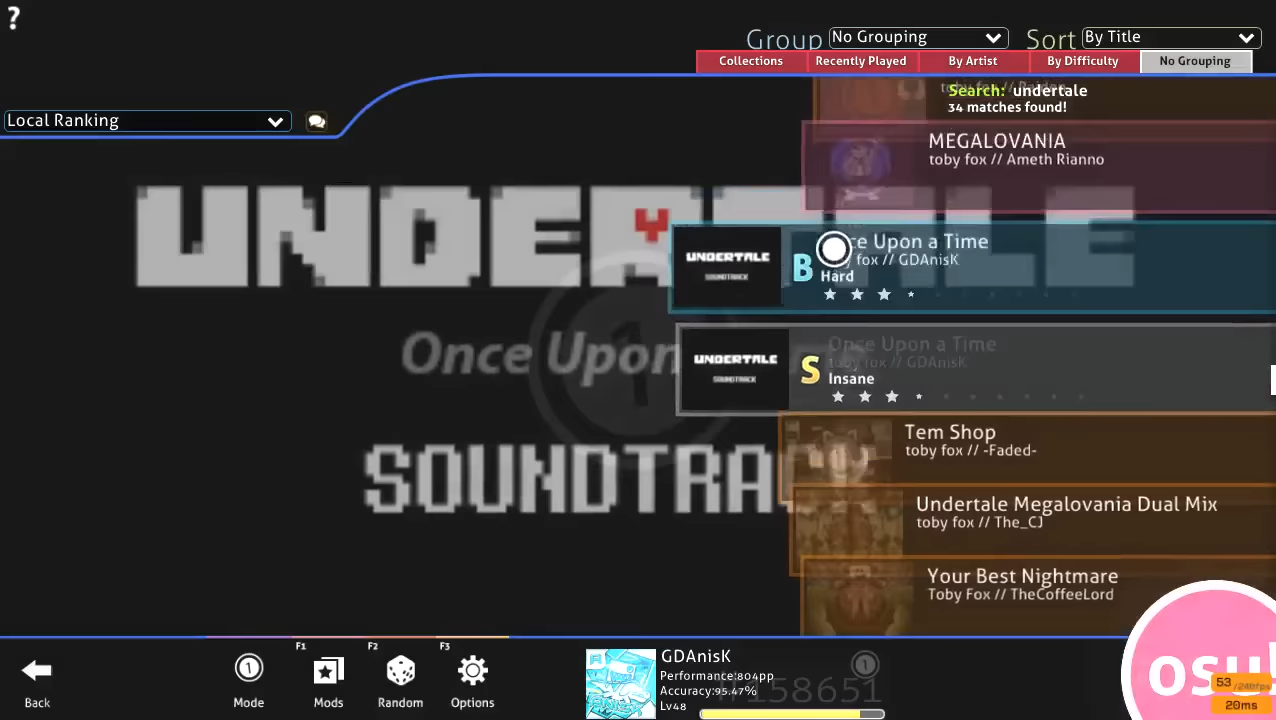 ?
Group No Grouping Sort By Title
Collections Recently Played By Artist By Difficulty No Grouping
Search: undertale
34 matches found!
Local Ranking
MEGALOVANIA
toby fox // Ameth Rianno
UNDERTALE
ce Upon a Time
fox // GDAnisK
B Hard
UNDERTALE
SOUNDTRACK
Once Upon
Once Upon a Time
toby fox // GDAnisK
S Insane
UNDERTALE
SOUNDTRACK
SOUNDTRA
Tem Shop
toby fox // -Faded-
Undertale Megalovania Dual Mix
toby fox // The_CJ
Your Best Nightmare
Toby Fox // TheCoffeeLord
Back
Mode
F1 Mods
F2 Random
F3 Options
GDAnisK
Performance:804pp
Accuracy:95.47%
Lv48
#158651
osu!
53 /240fps
20ms